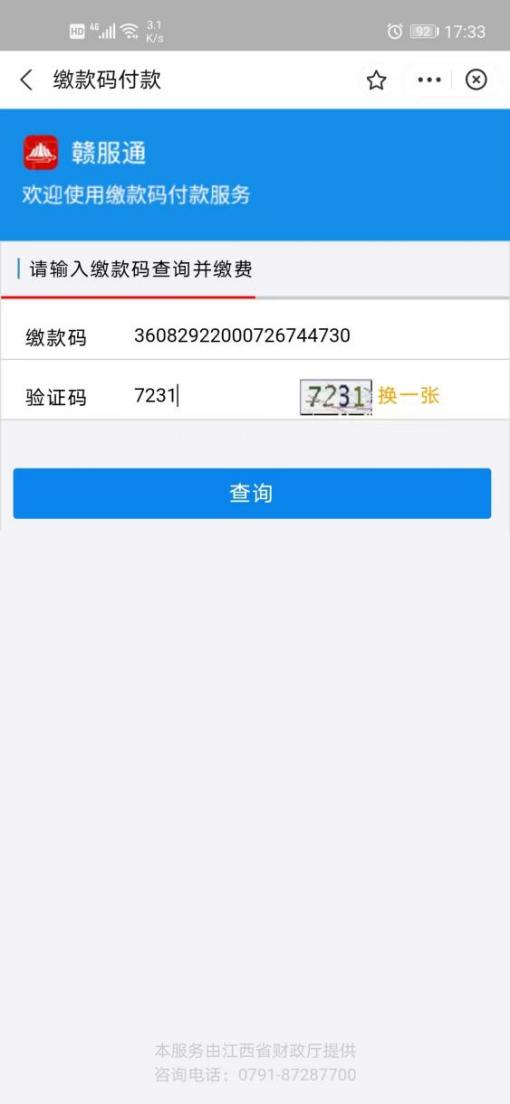 HD 4G 3.1 K/s 92 17:33
缴款码付款
赣服通
欢迎使用缴款码付款服务
请输入缴款码查询并缴费
缴款码 36082922000726744730
验证码 7231 7231 换一张
查询
本服务由江西省财政厅提供
咨询电话：0791-87287700